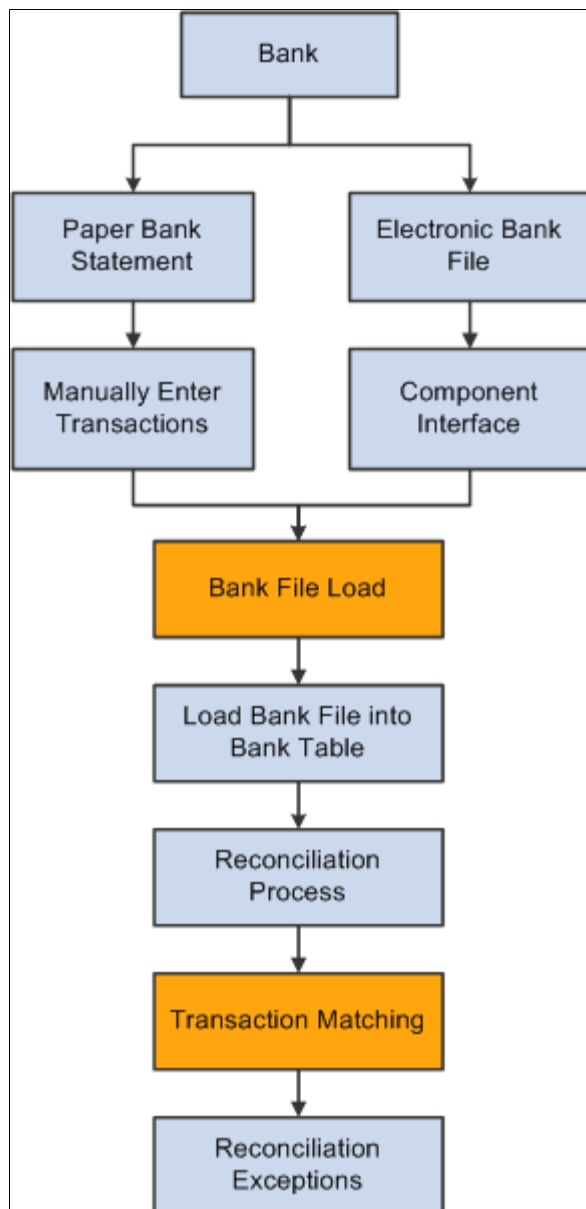 Bank
Paper Bank
Statement
Electronic Bank
File
Manually Enter
Transactions
Component
Interface
Bank File Load
Load Bank File into
Bank Table
Reconciliation
Process
Transaction Matching
Reconciliation
Exceptions